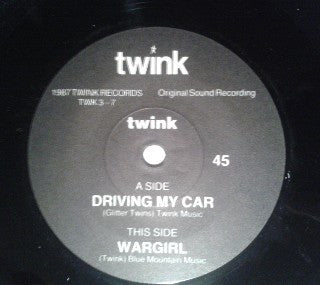 twink
1987 TWINK RECORDS Original Sound Recording
TWK 3-7
twink
45
A SIDE
DRIVING MY CAR
(Glitter Twins) Twink Music
THIS SIDE
WARGIRL
(Twink) Blue Mountain Music